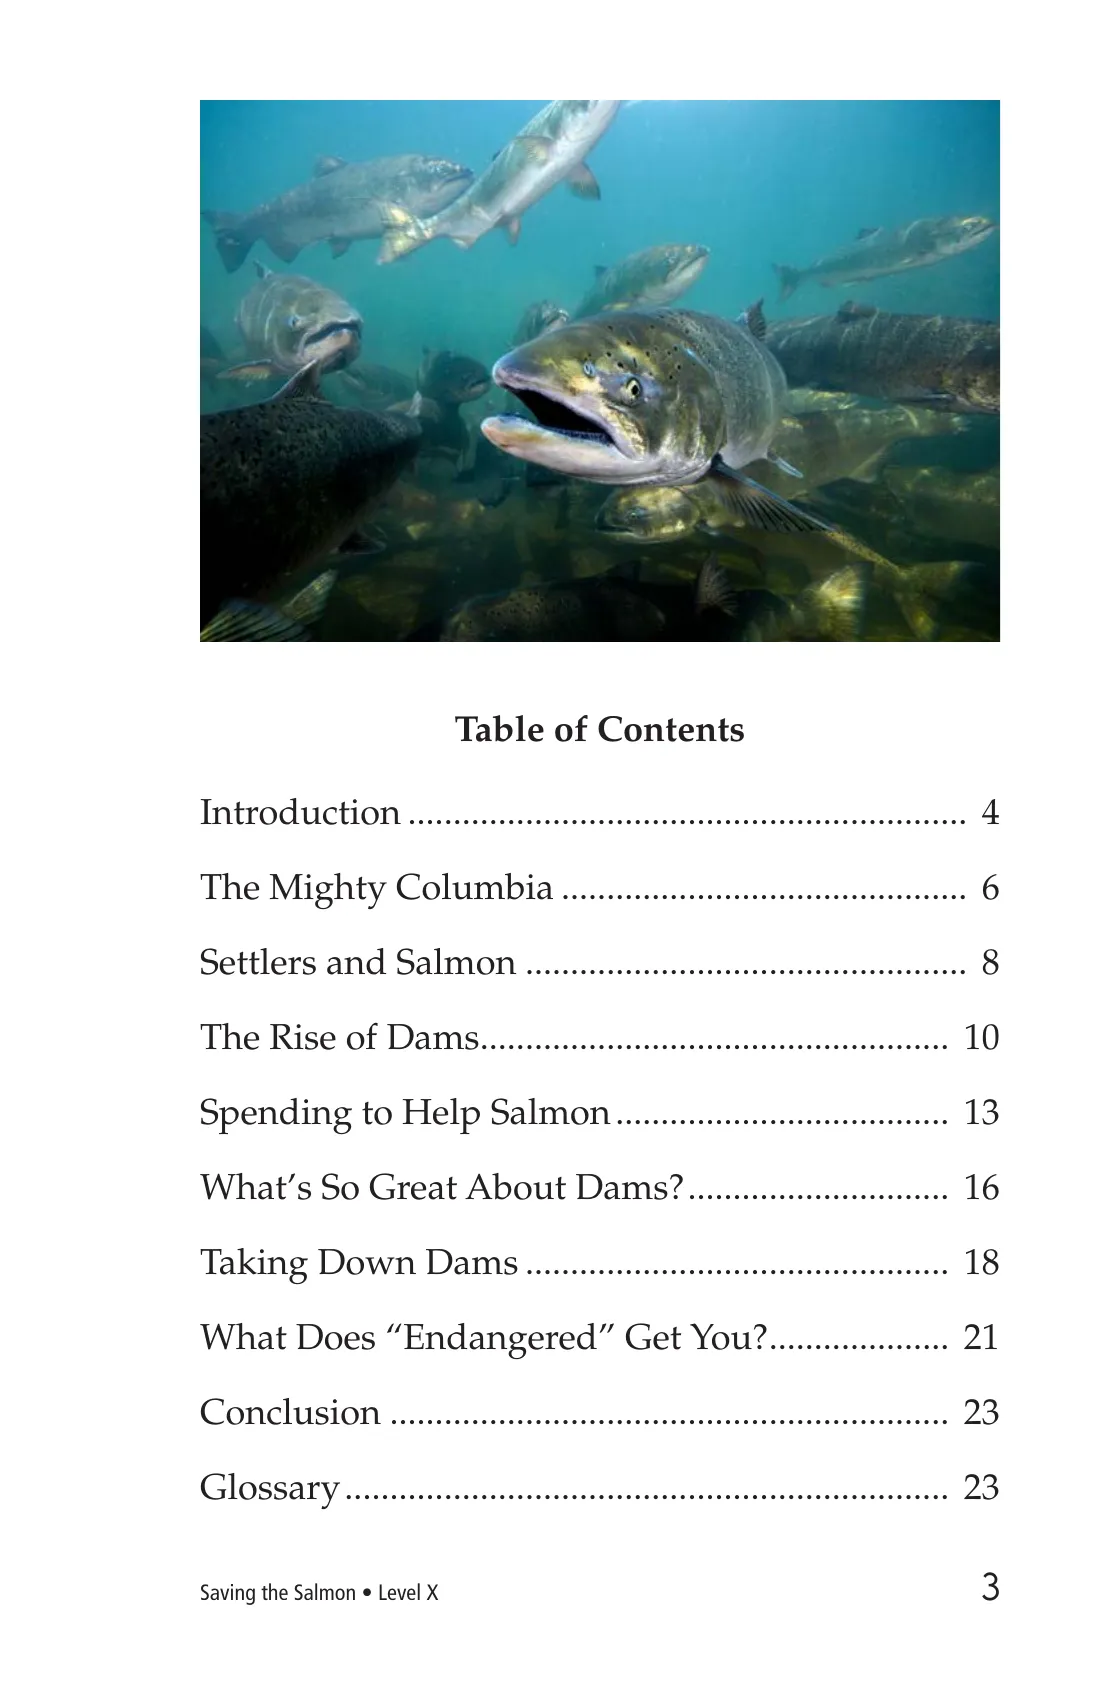 Table of Contents
Introduction .............................................................. 4
The Mighty Columbia ............................................. 6
Settlers and Salmon ................................................. 8
The Rise of Dams.................................................... 10
Spending to Help Salmon ..................................... 13
What’s So Great About Dams? ............................. 16
Taking Down Dams ............................................... 18
What Does “Endangered” Get You?.................... 21
Conclusion .............................................................. 23
Glossary ................................................................... 23
Saving the Salmon • Level X 3